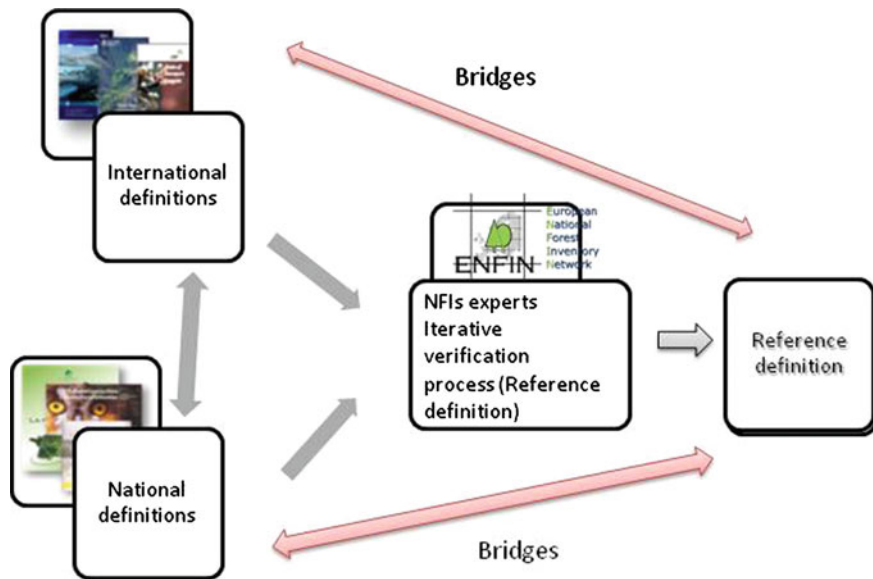 Bridges
International
definitions
European
National
Forest
Inventory
Network
ENFIN
NFIs experts
Iterative
verification
process (Reference
definition)
Reference
definition
National
definitions
Bridges